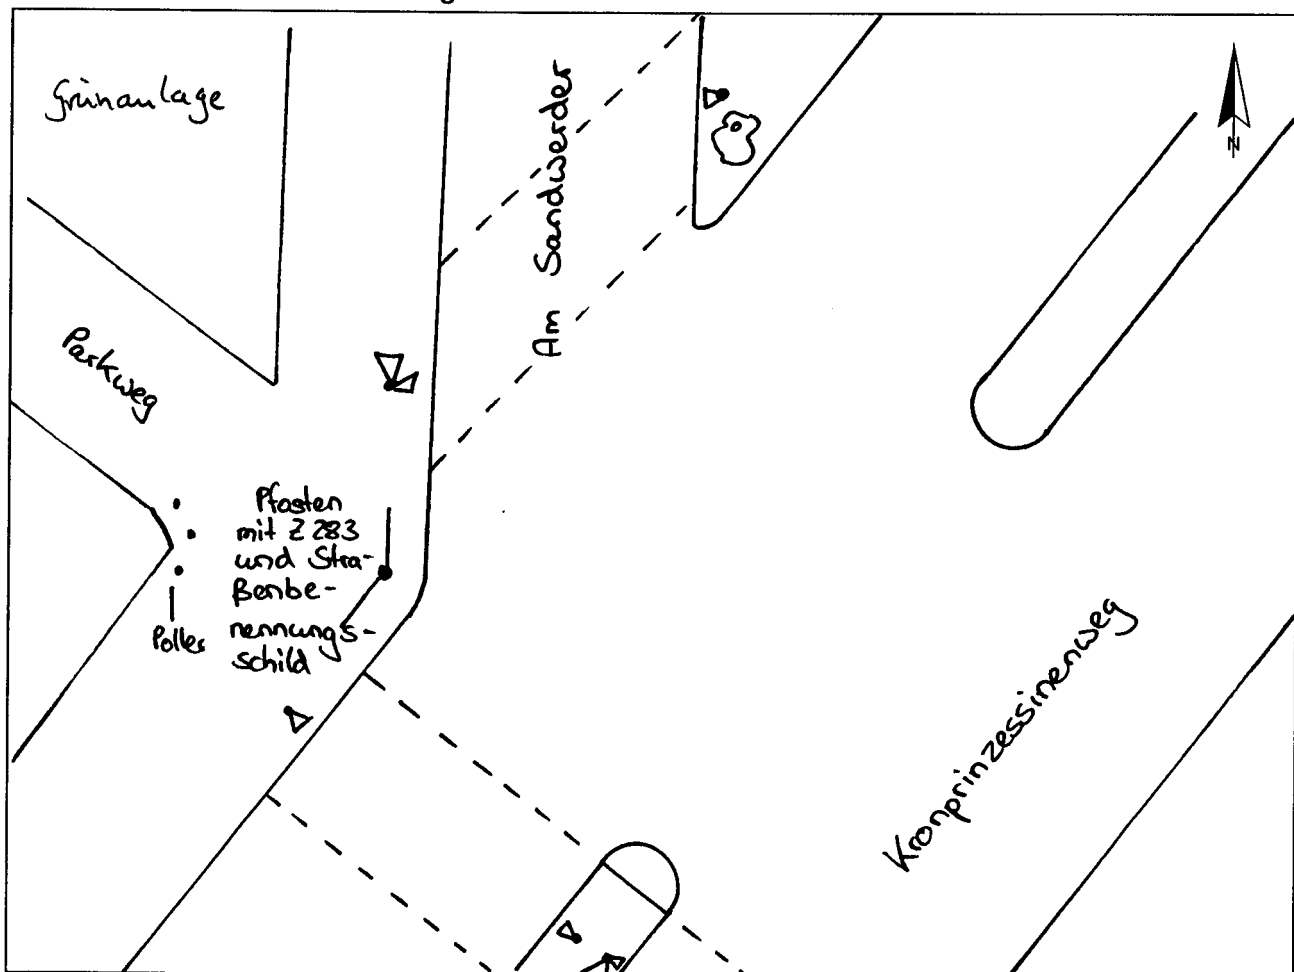 Grünanlage
N
Am Sandwerder
Parkweg
Pfosten
mit Z 283
und Stra-
ßenbe-
nennungs-
schild
Poller
Kronprinzessinenweg